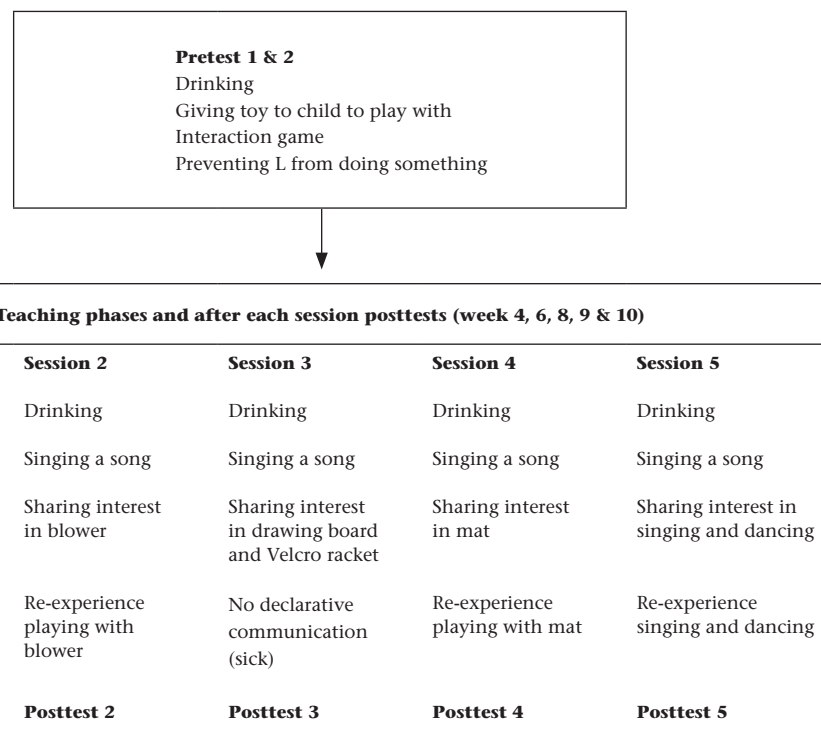 Pretest 1 & 2
Drinking
Giving toy to child to play with
Interaction game
Preventing L from doing something
Teaching phases and after each session posttests (week 4, 6, 8, 9 & 10)
Session 2
Session 3
Session 4
Session 5
Drinking
Drinking
Drinking
Drinking
Singing a song
Singing a song
Singing a song
Singing a song
Sharing interest
in blower
Sharing interest
in drawing board
and Velcro racket
Sharing interest
in mat
Sharing interest in
singing and dancing
Re-experience
playing with
blower
No declarative
communication
(sick)
Re-experience
playing with mat
Re-experience
singing and dancing
Posttest 2
Posttest 3
Posttest 4
Posttest 5